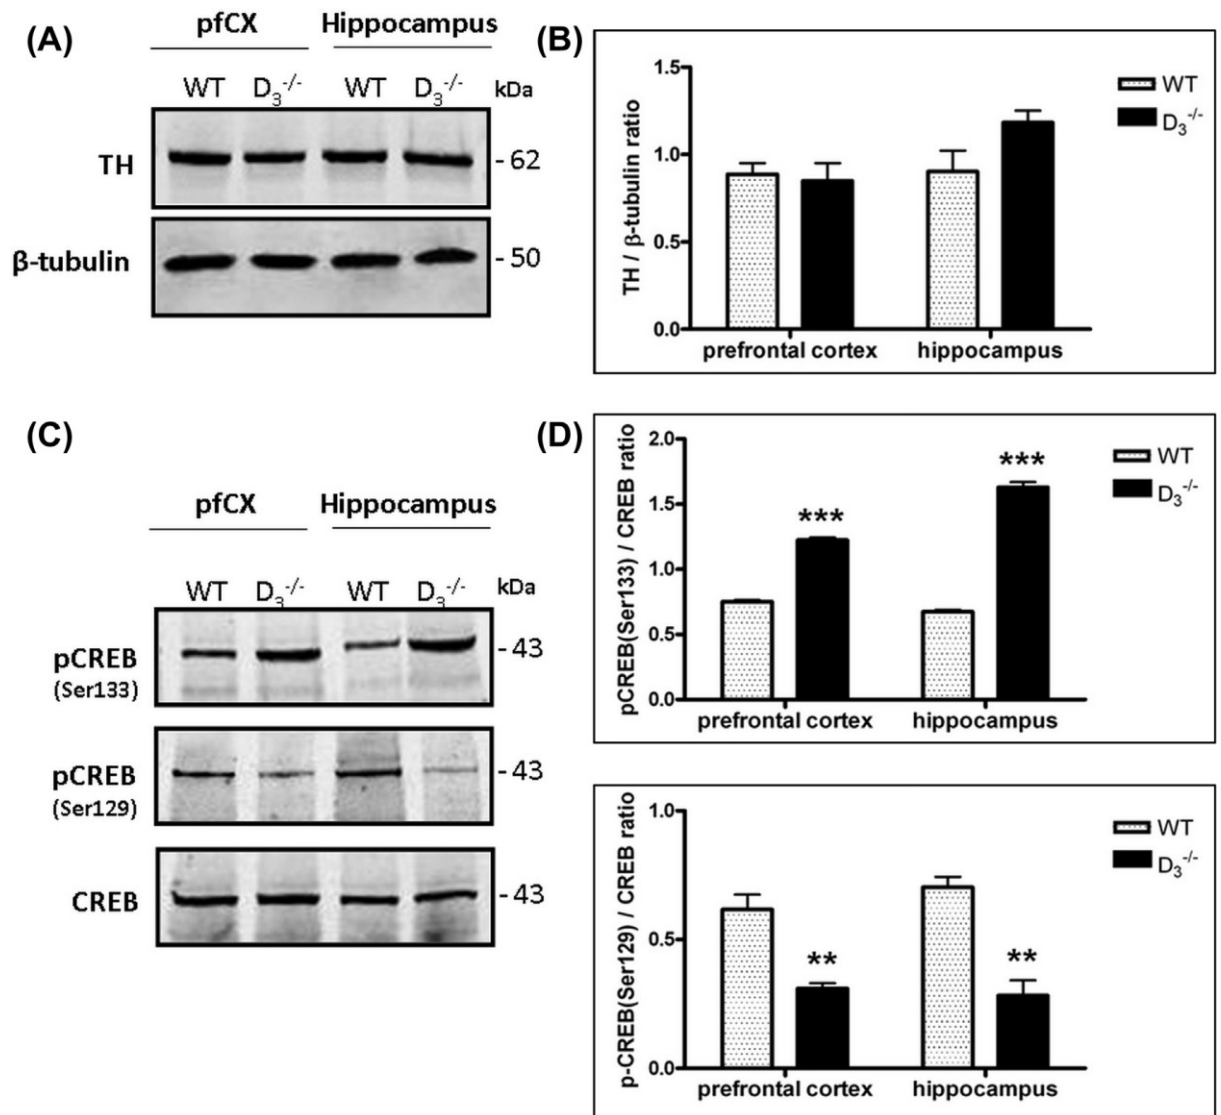 (A)
pfCX Hippocampus
WT D3-/- WT D3-/- kDa
TH - 62
β-tubulin - 50
(B)
1.5
1.0
0.5
0.0
TH / β-tubulin ratio
prefrontal cortex hippocampus
WT
D3-/-
(C)
pfCX Hippocampus
WT D3-/- WT D3-/- kDa
pCREB - 43
(Ser133)
pCREB - 43
(Ser129)
CREB - 43
(D)
2.0
1.5
1.0
0.5
0.0
pCREB(Ser133) / CREB ratio
*** ***
prefrontal cortex hippocampus
WT
D3-/-
1.0
0.5
0.0
p-CREB(Ser129) / CREB ratio
** **
prefrontal cortex hippocampus
WT
D3-/-